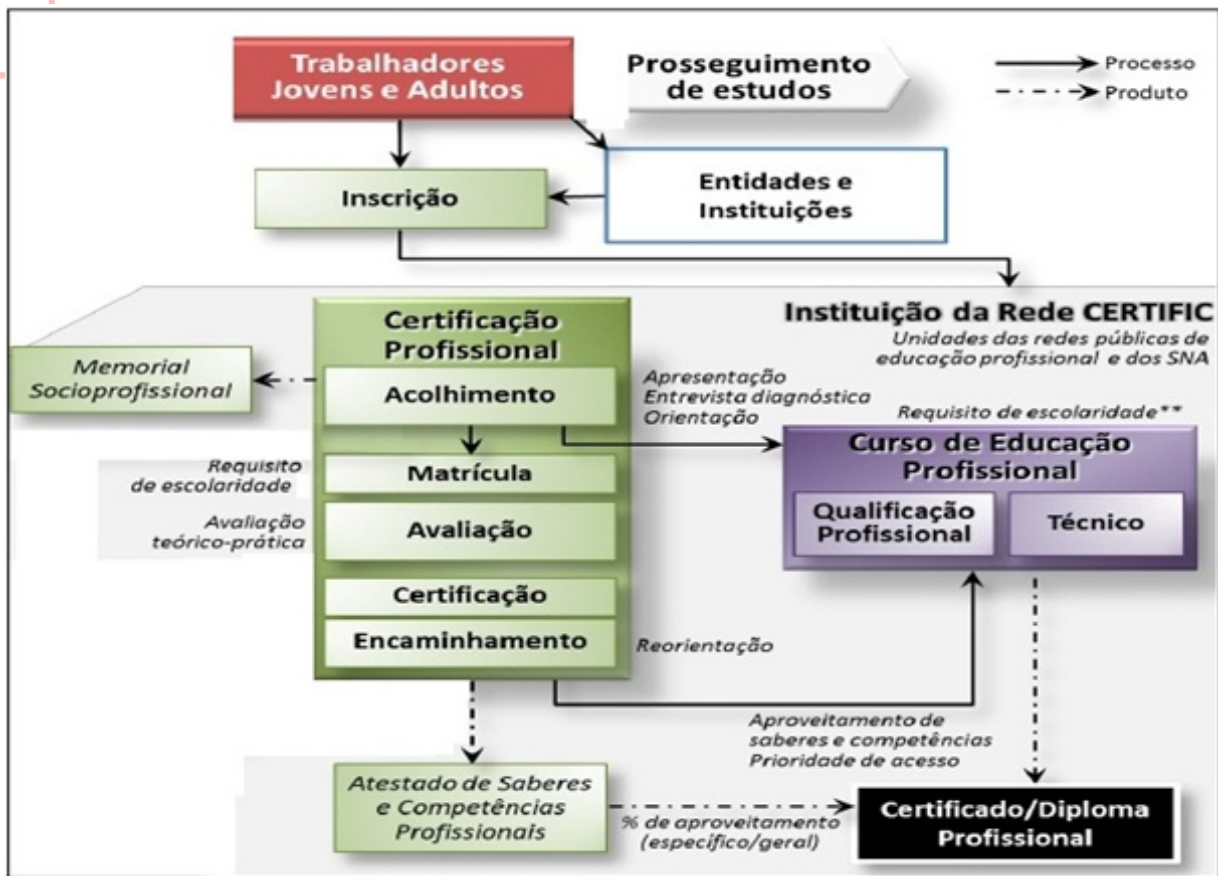 Trabalhadores
Jovens e Adultos
Prosseguimento
de estudos
Processo
Produto
Inscrição
Entidades e
Instituições
Instituição da Rede CERTIFIC
Unidades das redes públicas de
educação profissional e dos SNA
Certificação
Profissional
Memorial
Socioprofissional
Acolhimento
Apresentação
Entrevista diagnóstica
Orientação
Requisito de escolaridade**
Curso de Educação
Profissional
Qualificação
Profissional
Técnico
Requisito
de escolaridade
Matrícula
Avaliação
teórico-prática
Avaliação
Certificação
Encaminhamento
Reorientação
Aproveitamento de
saberes e competências
Prioridade de acesso
Atestado de Saberes
e Competências
Profissionais
% de aproveitamento
(específico/geral)
Certificado/Diploma
Profissional